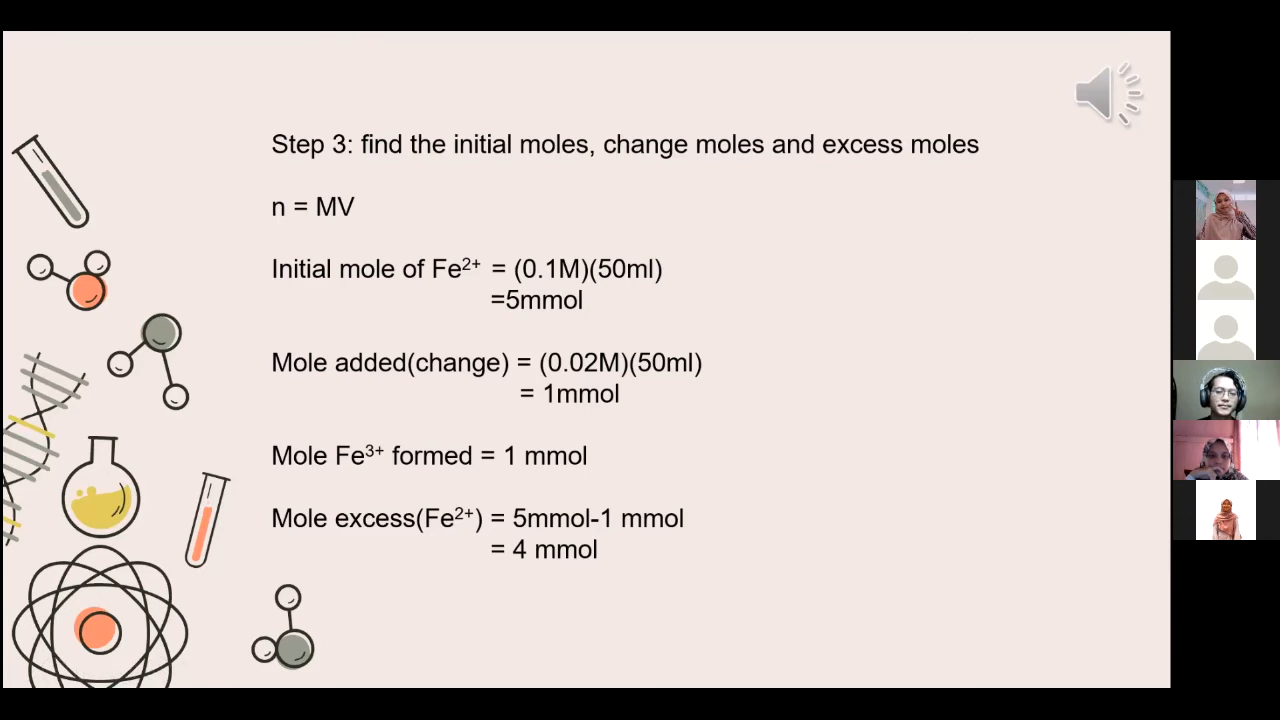 Step 3: find the initial moles, change moles and excess moles
n = MV
Initial mole of Fe²⁺ = (0.1M)(50ml)
=5mmol
Mole added(change) = (0.02M)(50ml)
= 1mmol
Mole Fe³⁺ formed = 1 mmol
Mole excess(Fe²⁺) = 5mmol-1 mmol
= 4 mmol